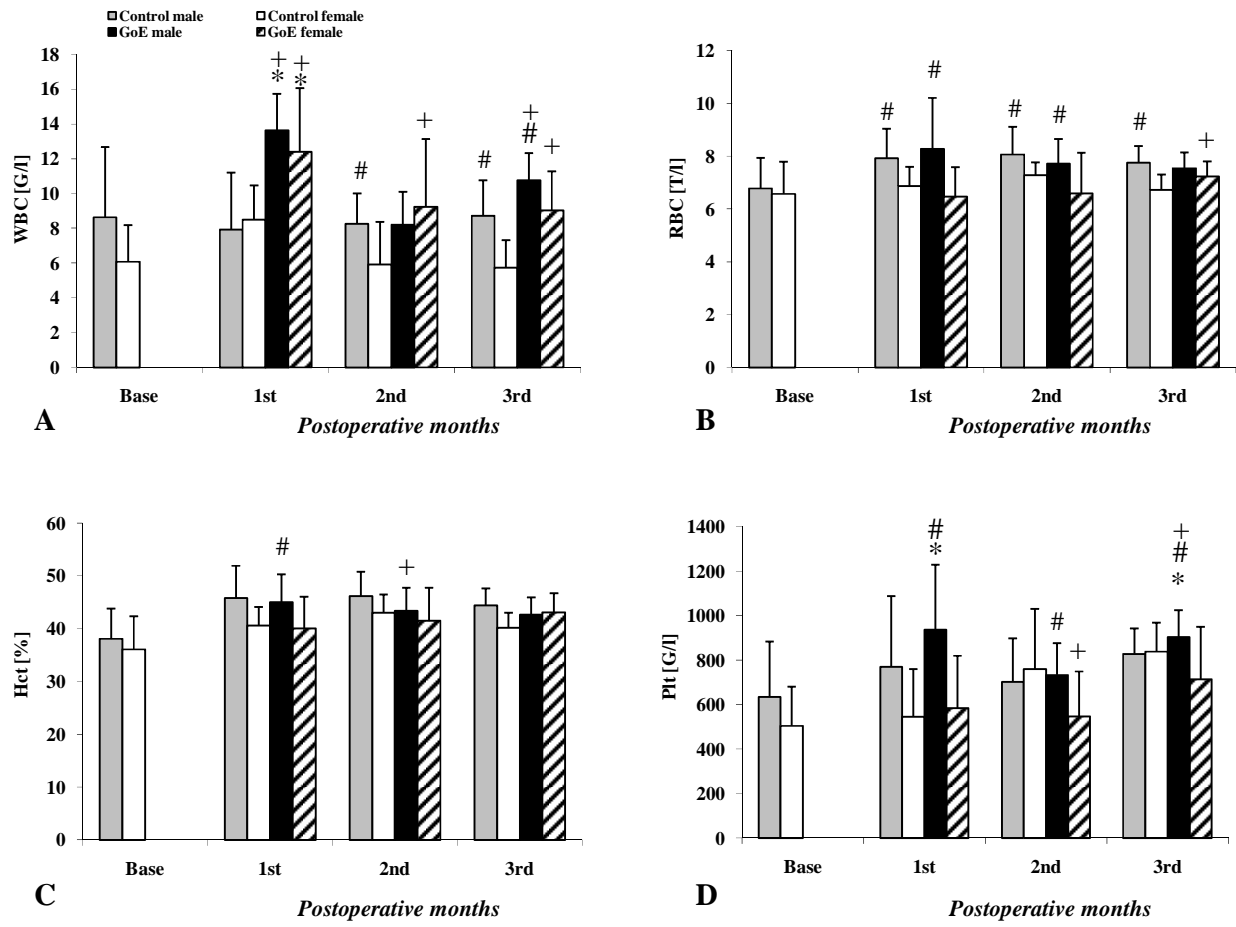 Control male Control female
GoE male GoE female
18
16
14
12
10
8
6
4
2
0
WBC [G/l]
+ +
* *
# + # + # +
Base 1st 2nd 3rd
A Postoperative months
12
10
8
6
4
2
0
RBC [T/l]
# # # # # +
Base 1st 2nd 3rd
B Postoperative months
60
50
40
30
20
10
0
Hct [%]
# +
Base 1st 2nd 3rd
C Postoperative months
1400
1200
1000
800
600
400
200
0
Plt [G/l]
# +
* # + # *
Base 1st 2nd 3rd
D Postoperative months